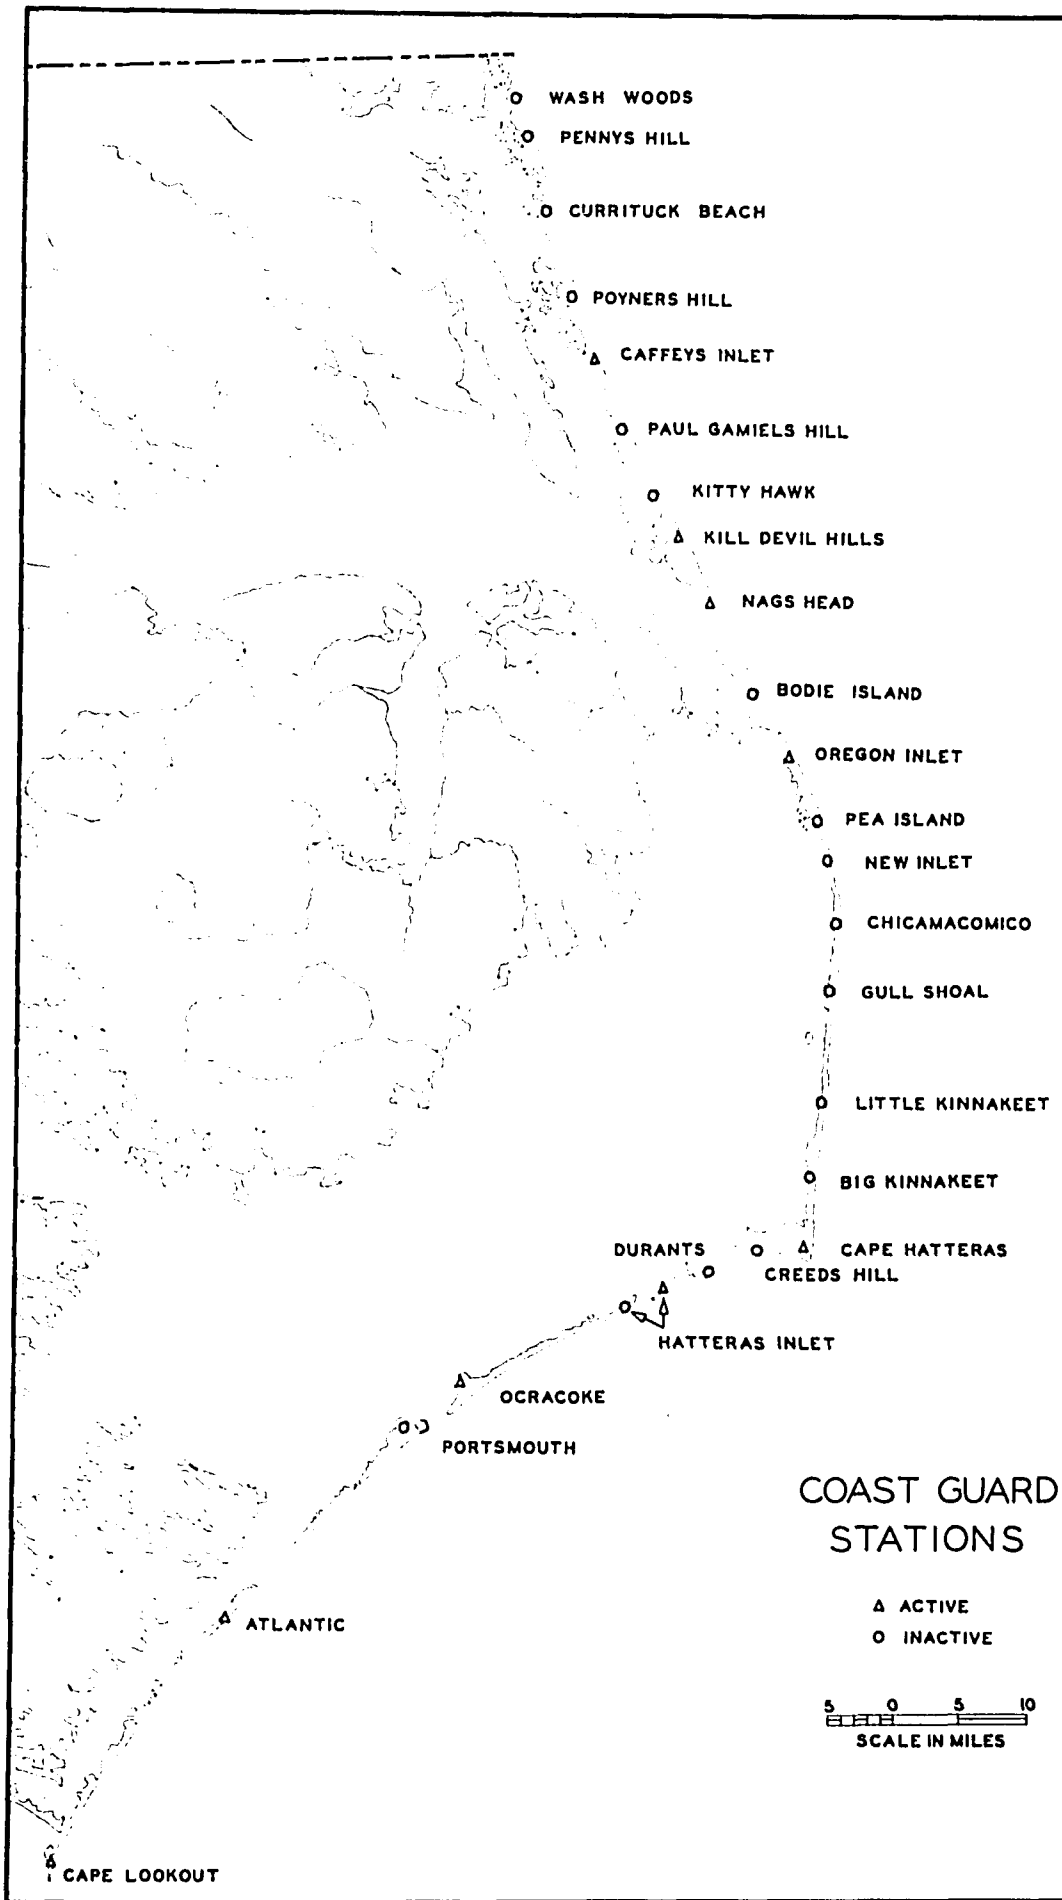 WASH WOODS
PENNYS HILL
CURRITUCK BEACH
POYNERS HILL
CAFFEYS INLET
PAUL GAMIELS HILL
KITTY HAWK
KILL DEVIL HILLS
NAGS HEAD
BODIE ISLAND
OREGON INLET
PEA ISLAND
NEW INLET
CHICAMACOMICO
GULL SHOAL
LITTLE KINNAKEET
BIG KINNAKEET
DURANTS
CAPE HATTERAS
CREEDS HILL
HATTERAS INLET
OCRACOKE
PORTSMOUTH
COAST GUARD
STATIONS
ACTIVE
INACTIVE
ATLANTIC
5 0 5 10
SCALE IN MILES
CAPE LOOKOUT